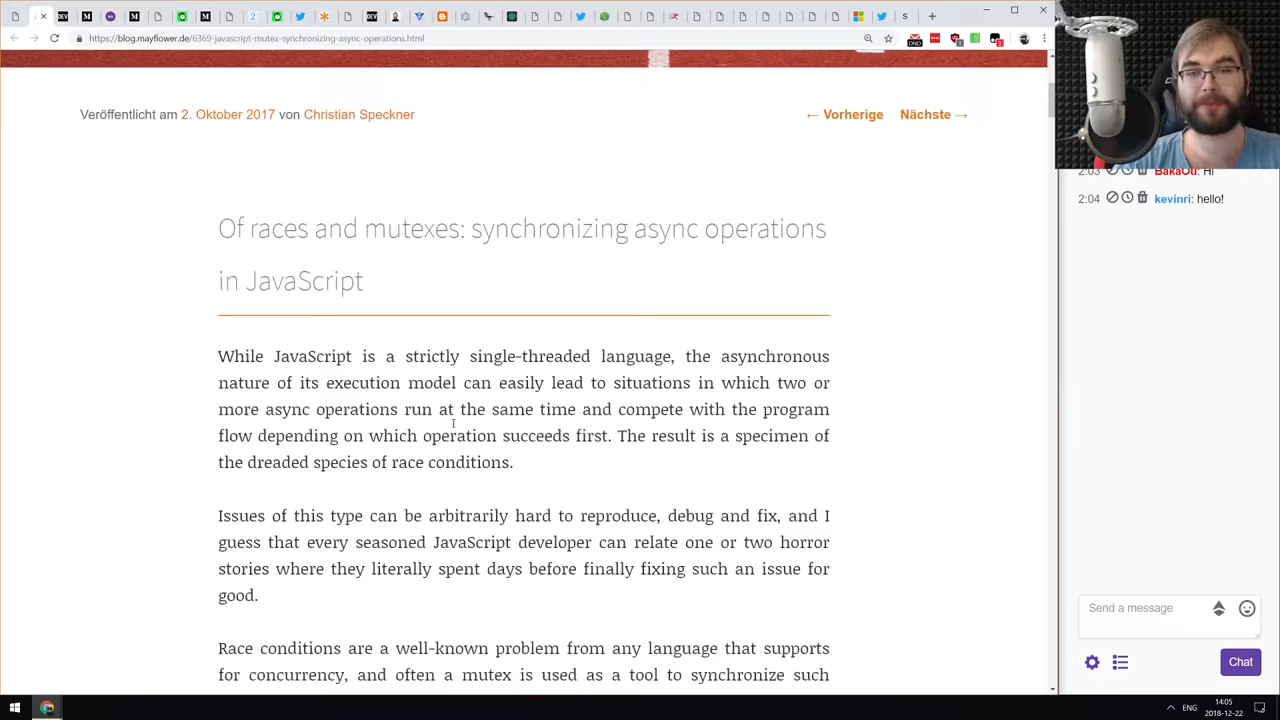 https://blog.mayflower.de/6369-javascript-mutex-synchronizing-async-operations.html
Veröffentlicht am 2. Oktober 2017 von Christian Speckner
← Vorherige Nächste →
Of races and mutexes: synchronizing async operations
in JavaScript
While JavaScript is a strictly single-threaded language, the asynchronous
nature of its execution model can easily lead to situations in which two or
more async operations run at the same time and compete with the program
flow depending on which operation succeeds first. The result is a specimen of
the dreaded species of race conditions.
Issues of this type can be arbitrarily hard to reproduce, debug and fix, and I
guess that every seasoned JavaScript developer can relate one or two horror
stories where they literally spent days before finally fixing such an issue for
good.
Race conditions are a well-known problem from any language that supports
for concurrency, and often a mutex is used as a tool to synchronize such
2:03 BakaOu: Hi
2:04 kevinri: hello!
Send a message
Chat
ENG
14:05
2018-12-22